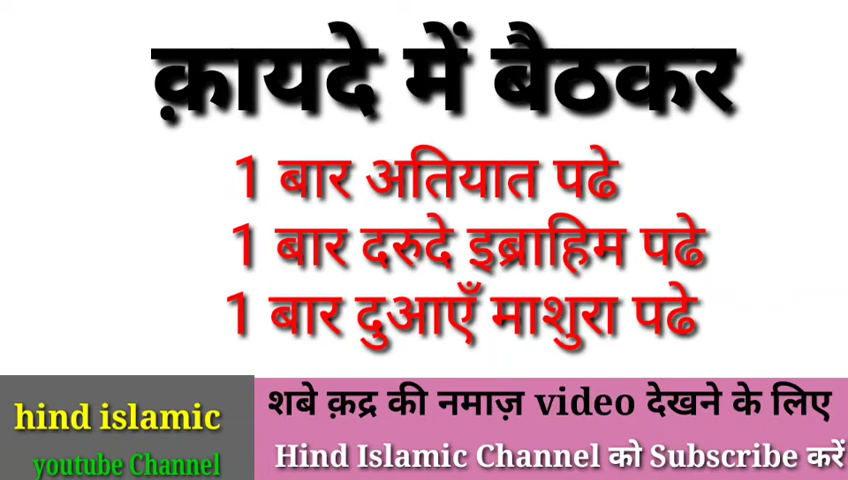 क़ायदे में बैठकर
1 बार अतियात पढे
1 बार दरुदे इब्राहिम पढे
1 बार दुआएँ माशुरा पढे
hind islamic
youtube Channel
शबे क़द्र की नमाज़ video देखने के लिए
Hind Islamic Channel को Subscribe करें